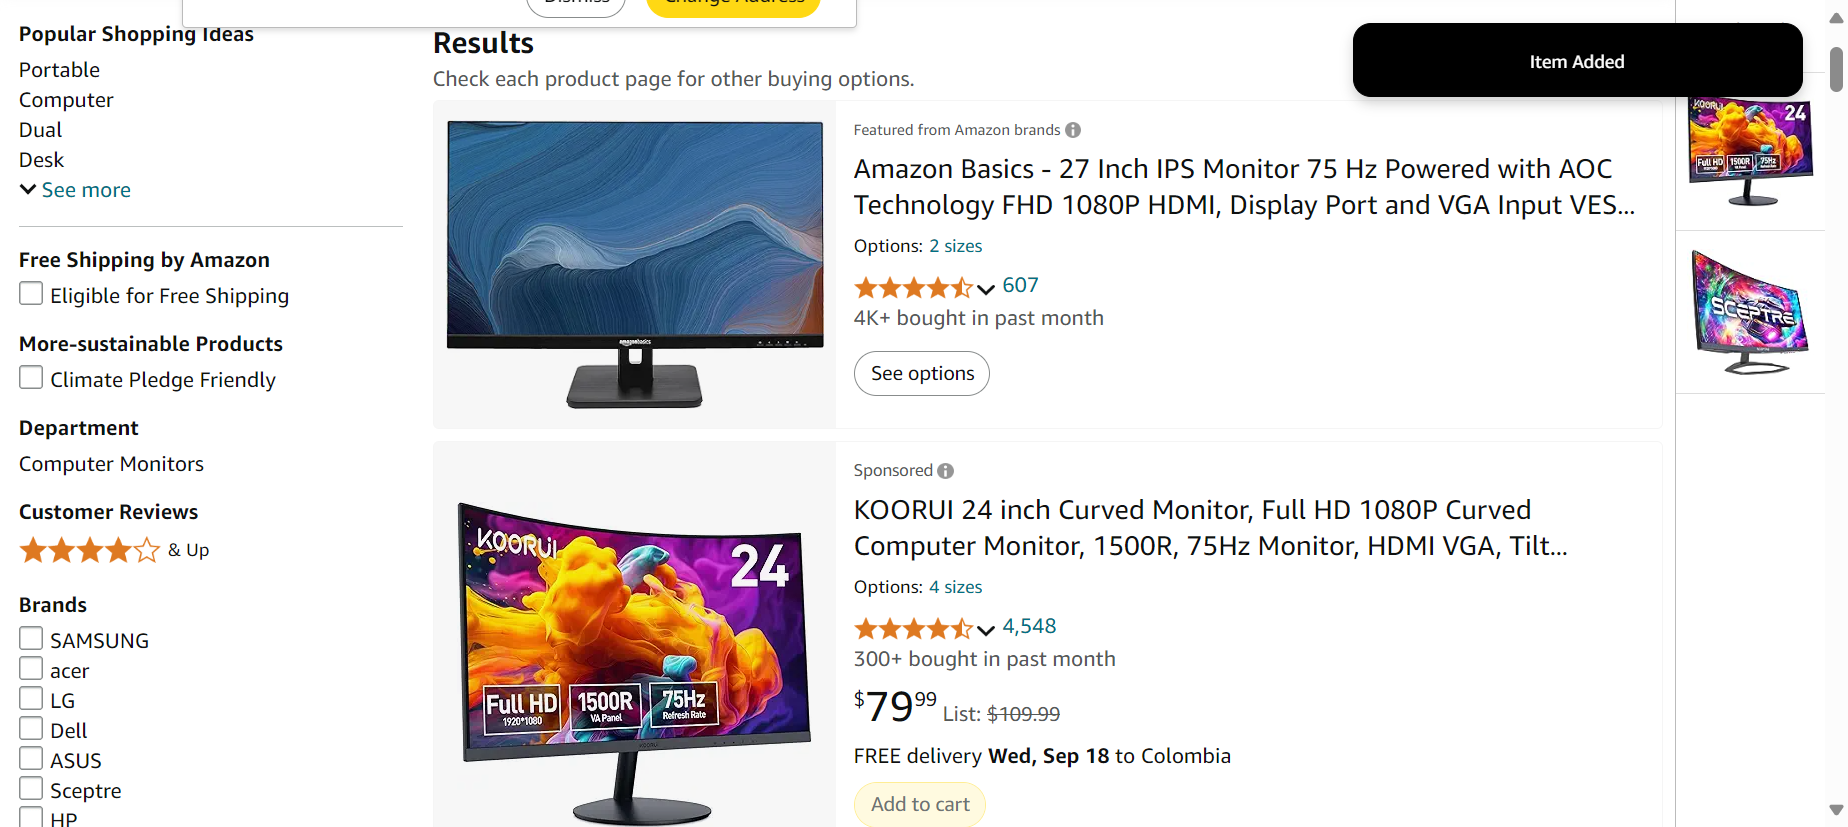 Dismiss
Change Address
Popular Shopping Ideas
Portable
Computer
Dual
Desk
See more
Free Shipping by Amazon
Eligible for Free Shipping
More-sustainable Products
Climate Pledge Friendly
Department
Computer Monitors
Customer Reviews
& Up
Brands
SAMSUNG
acer
LG
Dell
ASUS
Sceptre
HP
Results
Check each product page for other buying options.
amazonbasics
Featured from Amazon brands
Amazon Basics - 27 Inch IPS Monitor 75 Hz Powered with AOC
Technology FHD 1080P HDMI, Display Port and VGA Input VES...
Options: 2 sizes
607
4K+ bought in past month
See options
KOORUI
24
Full HD
1920*1080
1500R
VA Panel
75Hz
Refresh Rate
KOORUI
Sponsored
KOORUI 24 inch Curved Monitor, Full HD 1080P Curved
Computer Monitor, 1500R, 75Hz Monitor, HDMI VGA, Tilt...
Options: 4 sizes
4,548
300+ bought in past month
$79.99 List: $109.99
FREE delivery Wed, Sep 18 to Colombia
Add to cart
Item Added
KOORUI
24
Full HD
1500R
75Hz
SCEPTRE